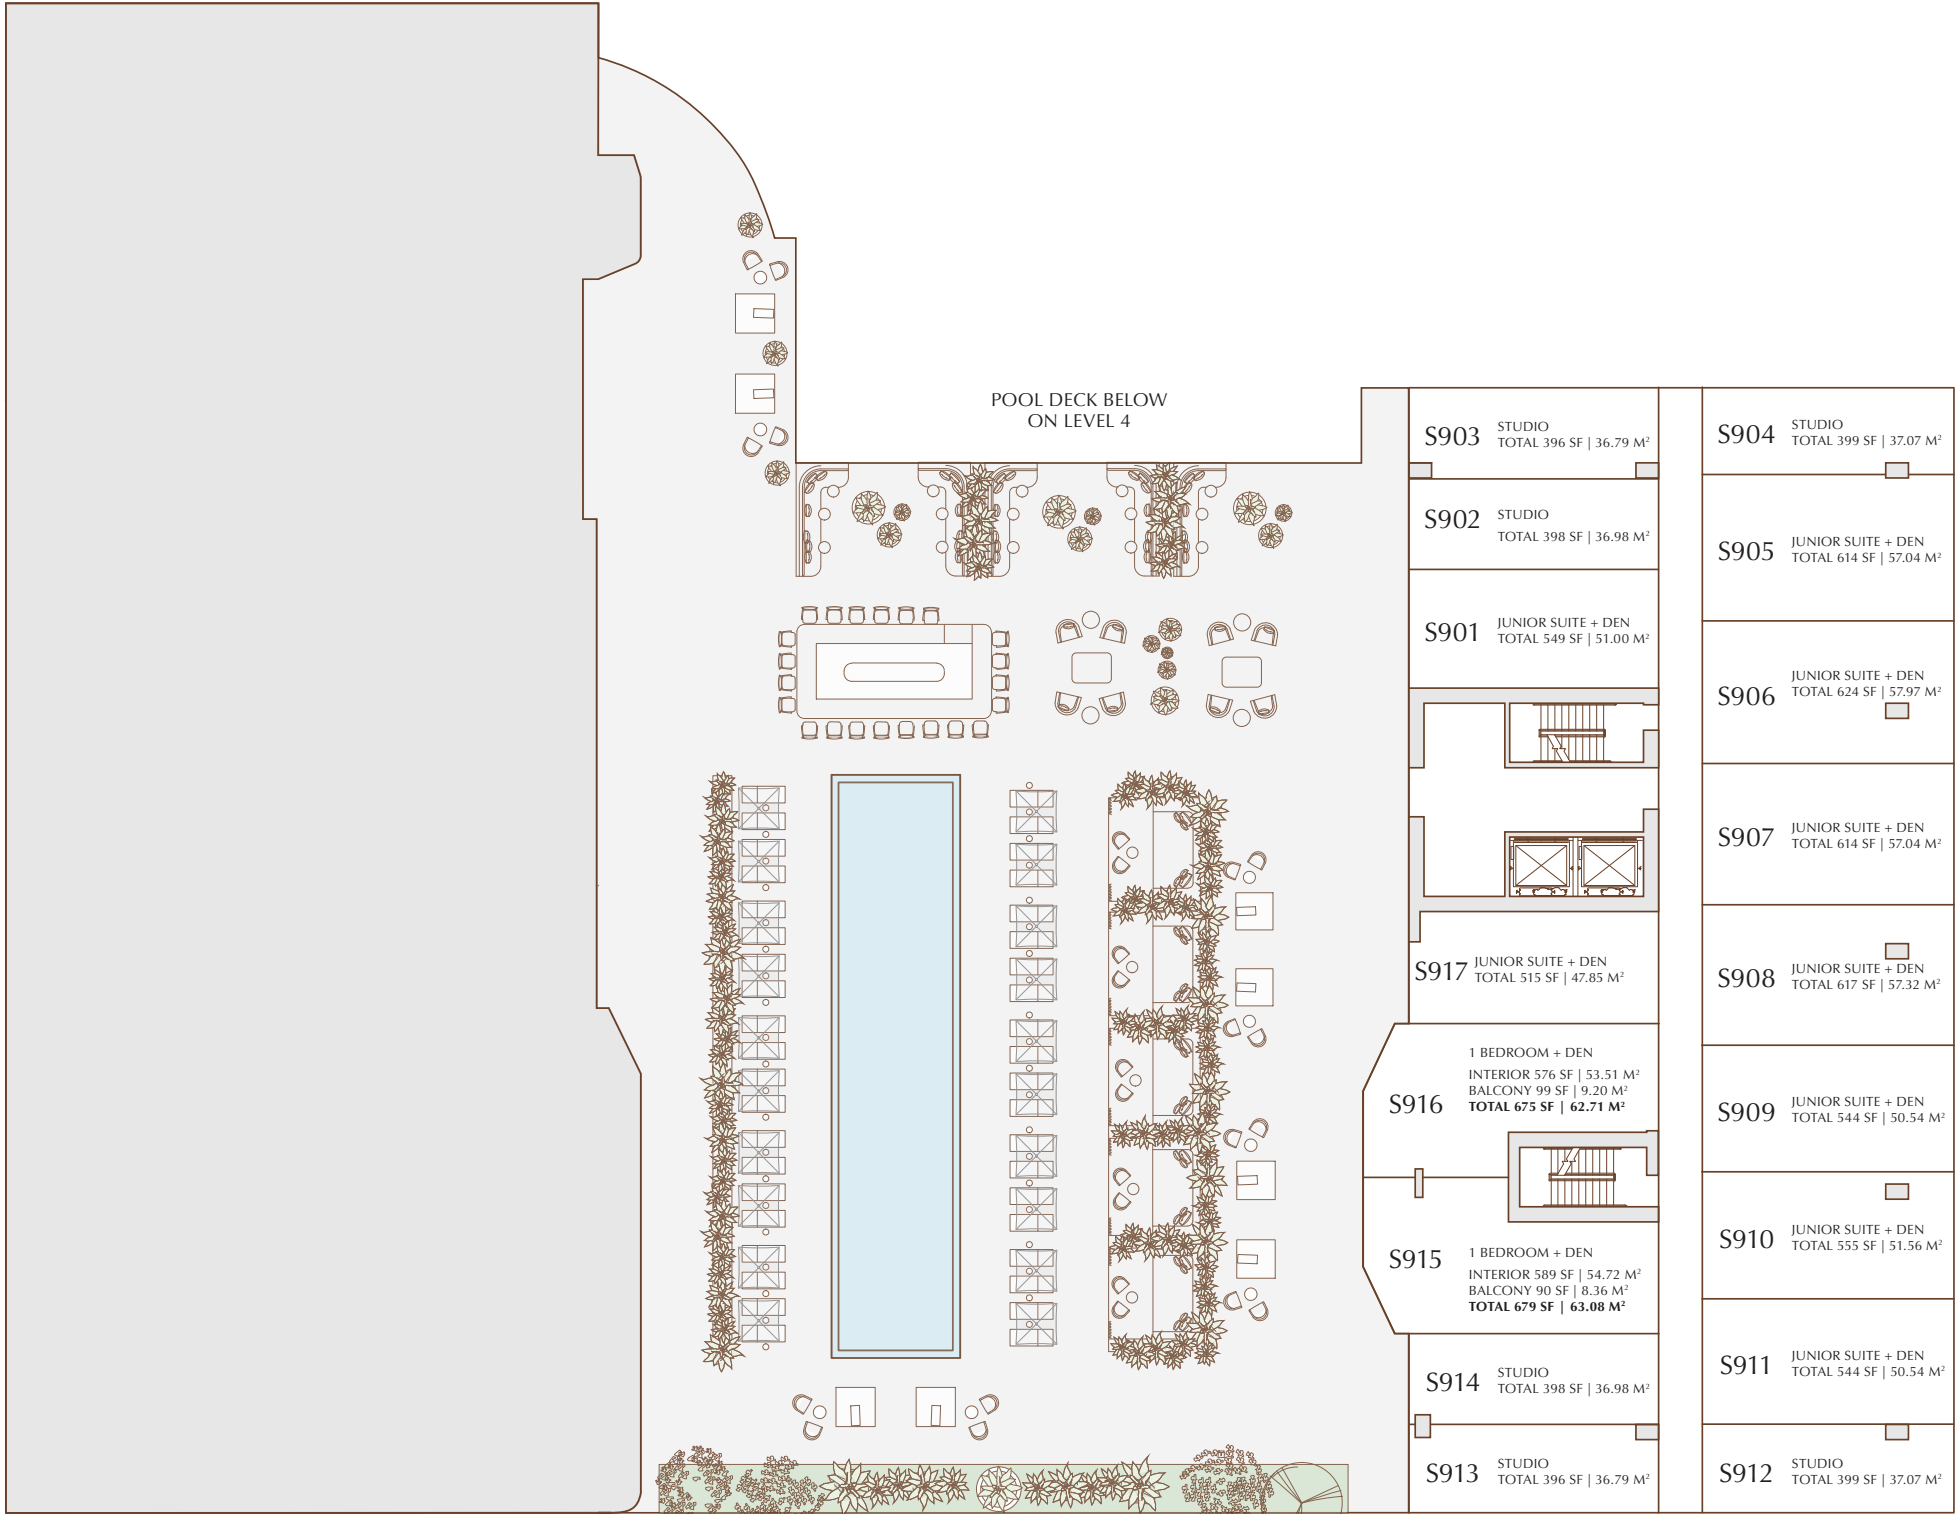 POOL DECK BELOW
ON LEVEL 4
S903
STUDIO
TOTAL 396 SF | 36.79 M²
S904
STUDIO
TOTAL 399 SF | 37.07 M²
S902
STUDIO
TOTAL 398 SF | 36.98 M²
S905
JUNIOR SUITE + DEN
TOTAL 614 SF | 57.04 M²
S901
JUNIOR SUITE + DEN
TOTAL 549 SF | 51.00 M²
S906
JUNIOR SUITE + DEN
TOTAL 624 SF | 57.97 M²
S907
JUNIOR SUITE + DEN
TOTAL 614 SF | 57.04 M²
S917
JUNIOR SUITE + DEN
TOTAL 515 SF | 47.85 M²
S908
JUNIOR SUITE + DEN
TOTAL 617 SF | 57.32 M²
S916
1 BEDROOM + DEN
INTERIOR 576 SF | 53.51 M²
BALCONY 99 SF | 9.20 M²
TOTAL 675 SF | 62.71 M²
S909
JUNIOR SUITE + DEN
TOTAL 544 SF | 50.54 M²
S915
1 BEDROOM + DEN
INTERIOR 589 SF | 54.72 M²
BALCONY 90 SF | 8.36 M²
TOTAL 679 SF | 63.08 M²
S910
JUNIOR SUITE + DEN
TOTAL 555 SF | 51.56 M²
S914
STUDIO
TOTAL 398 SF | 36.98 M²
S911
JUNIOR SUITE + DEN
TOTAL 544 SF | 50.54 M²
S913
STUDIO
TOTAL 396 SF | 36.79 M²
S912
STUDIO
TOTAL 399 SF | 37.07 M²